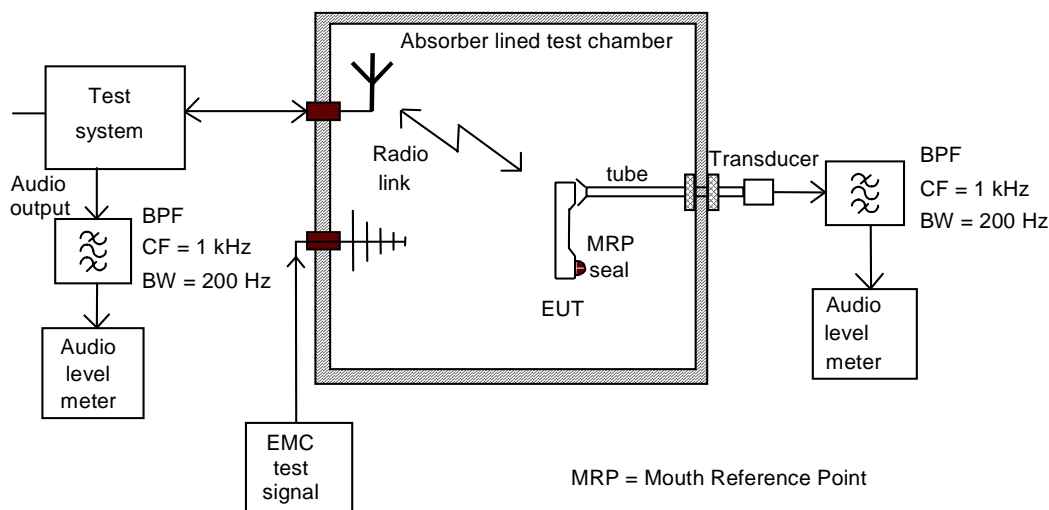 Absorber lined test chamber
Test
system
Radio
link
Audio
output
BPF
CF = 1 kHz
BW = 200 Hz
Audio
level
meter
EMC
test
signal
tube
MRP
seal
EUT
Transducer
BPF
CF = 1 kHz
BW = 200 Hz
Audio
level
meter
MRP = Mouth Reference Point